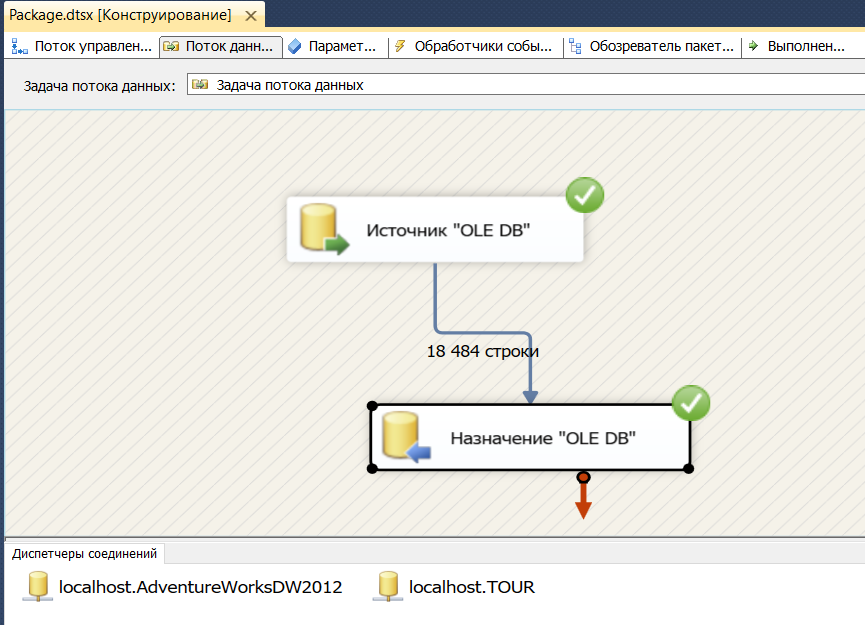 Package.dtsx [Конструирование]
Поток управлен... Поток данн... Парамет... Обработчики собы... Обозреватель пакет... Выполнен...
Задача потока данных: Задача потока данных
Источник "OLE DB"
18 484 строки
Назначение "OLE DB"
Диспетчеры соединений
localhost.AdventureWorksDW2012 localhost.TOUR